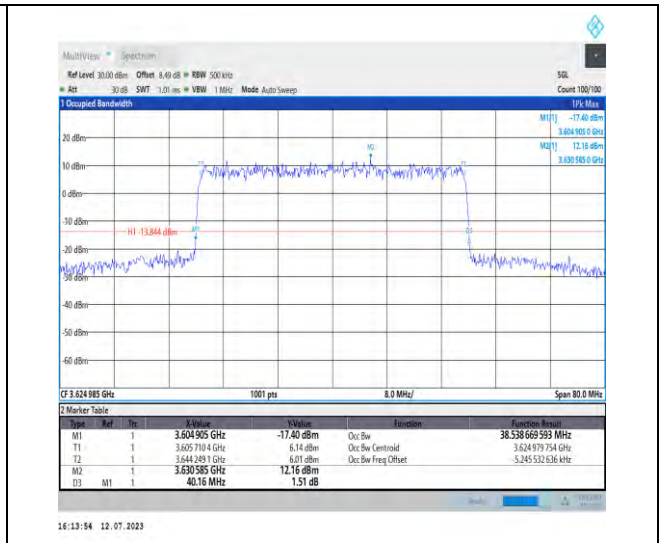 MultiView Spectrum
Ref Level 30.00 dBm Offset 8.49 dB RBW 500 kHz SGL
Att 30 dB SWT 1.01 ms VBW 1 MHz Mode Auto Sweep Count 100/100
1 Occupied Bandwidth 1Pk Max
M1[1] -17.40 dBm
3.604 905 0 GHz
20 dBm M2 M2[1] 12.16 dBm
3.630 585 0 GHz
10 dBm T1 T2
0 dBm
-10 dBm
H1 -13.844 dBm M1 D3
-20 dBm
-30 dBm
-40 dBm
-50 dBm
-60 dBm
CF 3.624 985 GHz 1001 pts 8.0 MHz/ Span 80.0 MHz
2 Marker Table
Type Ref Trc X-Value Y-Value Function Function Result
M1 1 3.604 905 GHz -17.40 dBm Occ Bw 38.538 669 593 MHz
T1 1 3.605 710 4 GHz 6.14 dBm Occ Bw Centroid 3.624 979 754 GHz
T2 1 3.644 249 1 GHz 6.01 dBm Occ Bw Freq Offset -5.245 532 636 kHz
M2 1 3.630 585 GHz 12.16 dBm
D3 M1 1 40.16 MHz 1.51 dB
16:13:54 12.07.2023